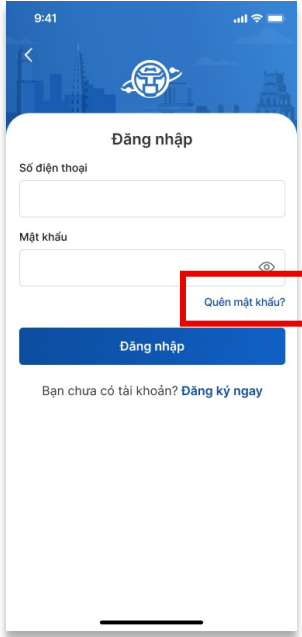 9:41
Đăng nhập
Số điện thoại
Mật khẩu
Quên mật khẩu?
Đăng nhập
Bạn chưa có tài khoản? Đăng ký ngay